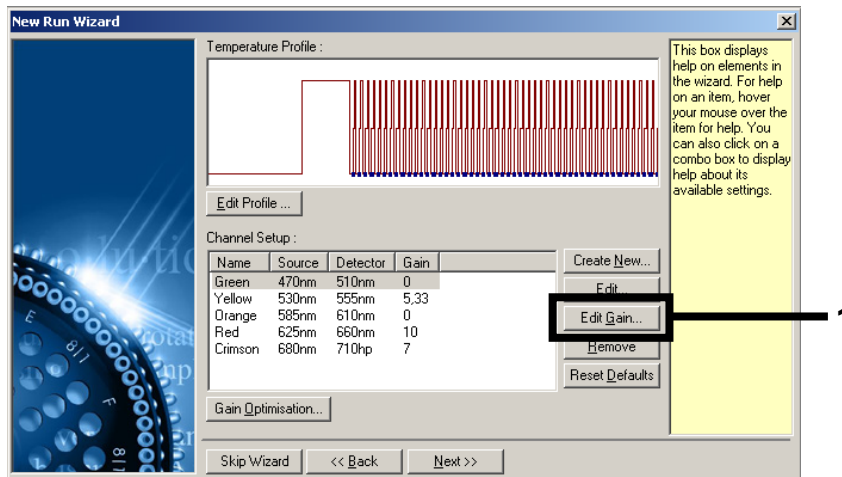 New Run Wizard
Temperature Profile :
Edit Profile ...
Channel Setup :
Name Source Detector Gain
Green 470nm 510nm 0
Yellow 530nm 555nm 5,33
Orange 585nm 610nm 0
Red 625nm 660nm 10
Crimson 680nm 710hp 7
Create New...
Edit...
Edit Gain...
Remove
Reset Defaults
Gain Optimisation...
Skip Wizard
<< Back
Next >>
This box displays
help on elements in
the wizard. For help
on an item, hover
your mouse over the
item for help. You
can also click on a
combo box to display
help about its
available settings.